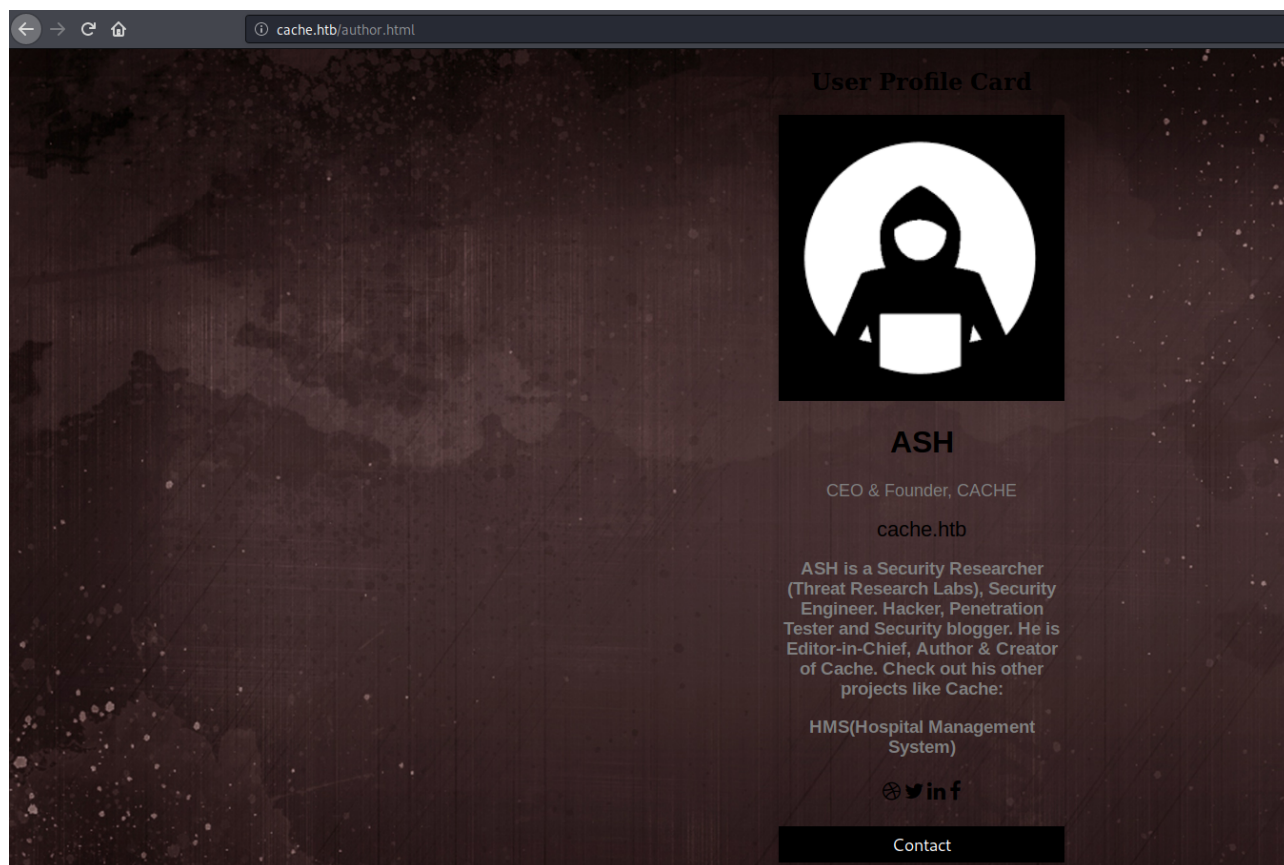 cache.htb/author.html
User Profile Card
ASH
CEO & Founder, CACHE
cache.htb
ASH is a Security Researcher
(Threat Research Labs), Security
Engineer. Hacker, Penetration
Tester and Security blogger. He is
Editor-in-Chief, Author & Creator
of Cache. Check out his other
projects like Cache:
HMS(Hospital Management
System)
Contact